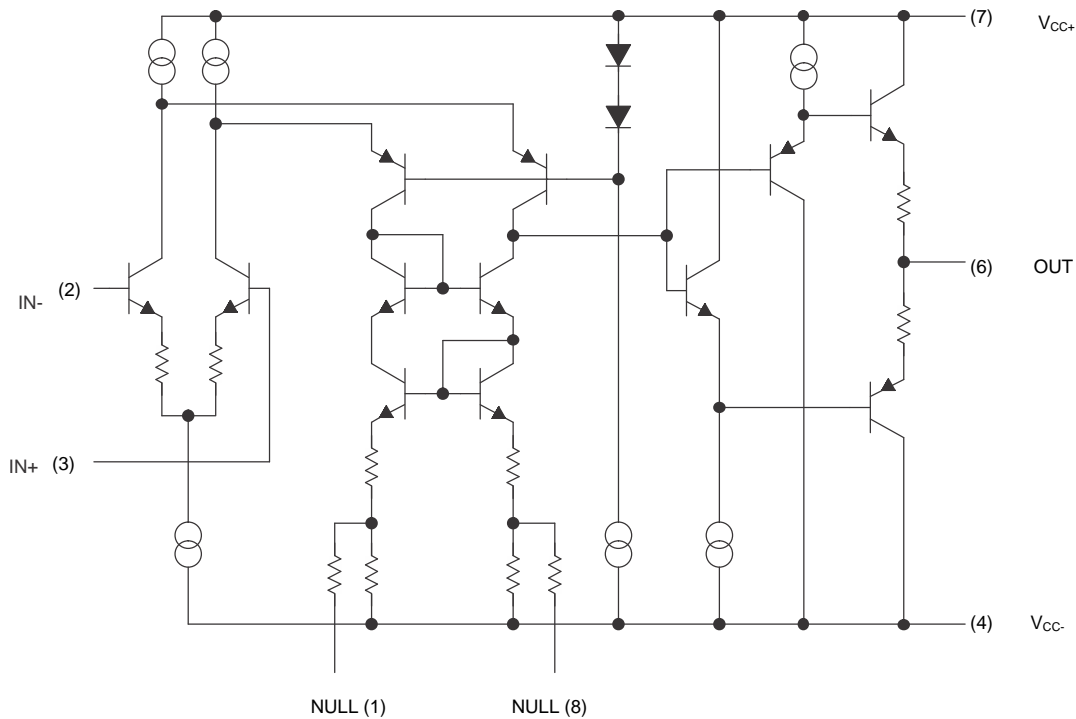 (7) VCC+
IN- (2)
(6) OUT
IN+ (3)
(4) VCC-
NULL (1) NULL (8)